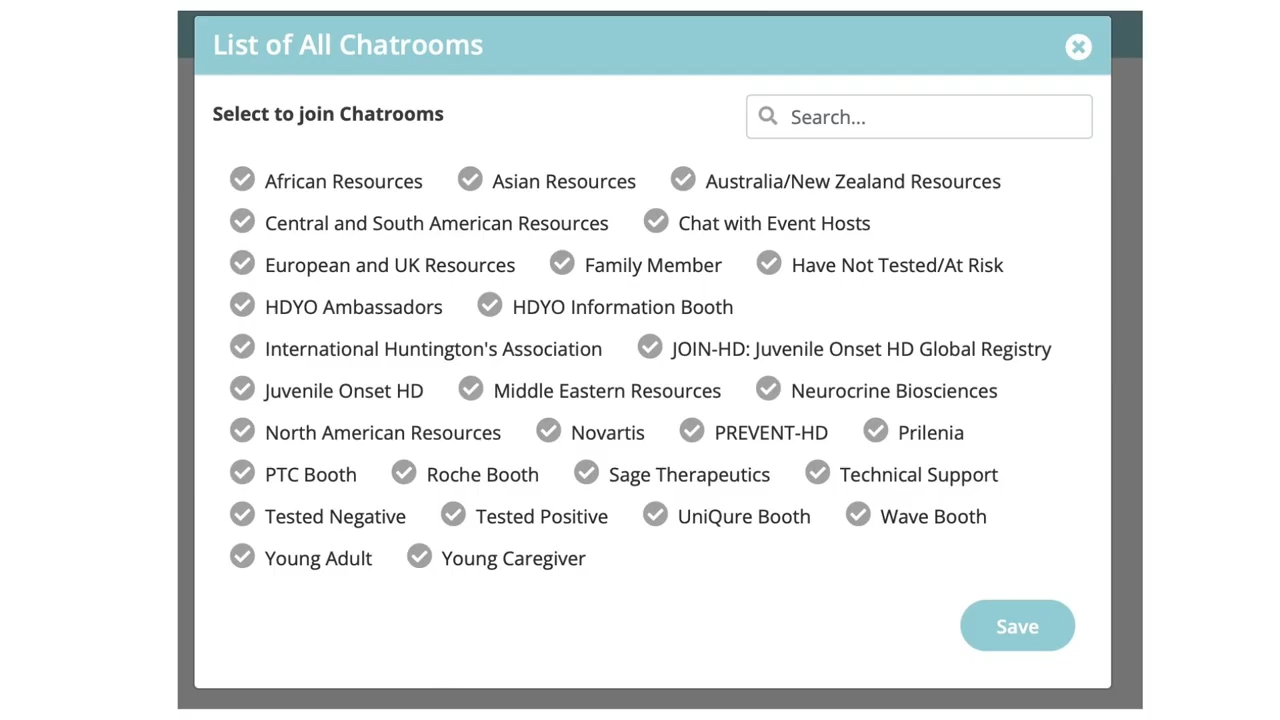 List of All Chatrooms
Select to join Chatrooms
Search...
African Resources Asian Resources Australia/New Zealand Resources
Central and South American Resources Chat with Event Hosts
European and UK Resources Family Member Have Not Tested/At Risk
HDYO Ambassadors HDYO Information Booth
International Huntington's Association JOIN-HD: Juvenile Onset HD Global Registry
Juvenile Onset HD Middle Eastern Resources Neurocrine Biosciences
North American Resources Novartis PREVENT-HD Prilenia
PTC Booth Roche Booth Sage Therapeutics Technical Support
Tested Negative Tested Positive UniQure Booth Wave Booth
Young Adult Young Caregiver
Save